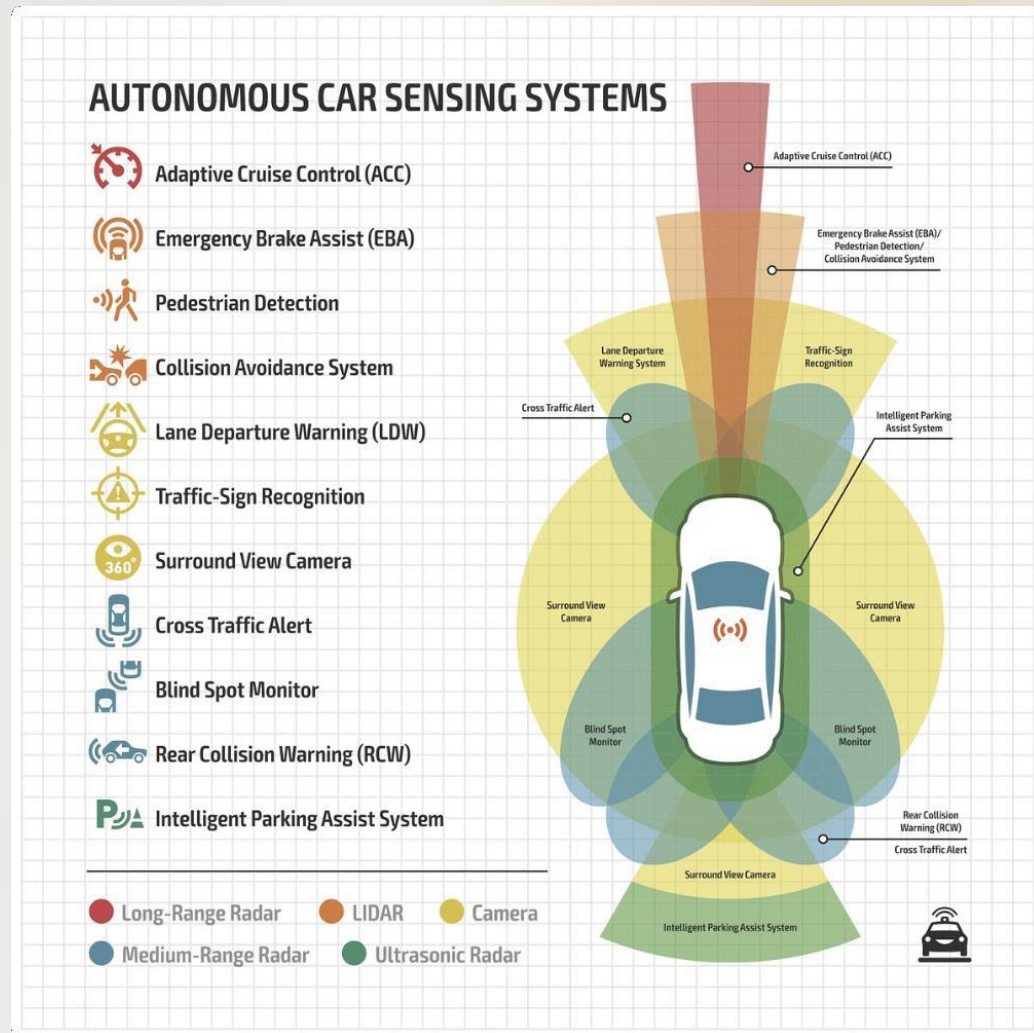 AUTONOMOUS CAR SENSING SYSTEMS
Adaptive Cruise Control (ACC)
Emergency Brake Assist (EBA)
Pedestrian Detection
Collision Avoidance System
Lane Departure Warning (LDW)
Traffic-Sign Recognition
360°
Surround View Camera
Cross Traffic Alert
Blind Spot Monitor
Rear Collision Warning (RCW)
P
Intelligent Parking Assist System
Long-Range Radar
LIDAR
Camera
Medium-Range Radar
Ultrasonic Radar
Adaptive Cruise Control (ACC)
Emergency Brake Assist (EBA)/
Pedestrian Detection/
Collision Avoidance System
Lane Departure
Warning System
Traffic-Sign
Recognition
Cross Traffic Alert
Intelligent Parking
Assist System
Surround View
Camera
Surround View
Camera
Blind Spot
Monitor
Blind Spot
Monitor
Rear Collision
Warning (RCW)
Cross Traffic Alert
Surround View Camera
Intelligent Parking Assist System